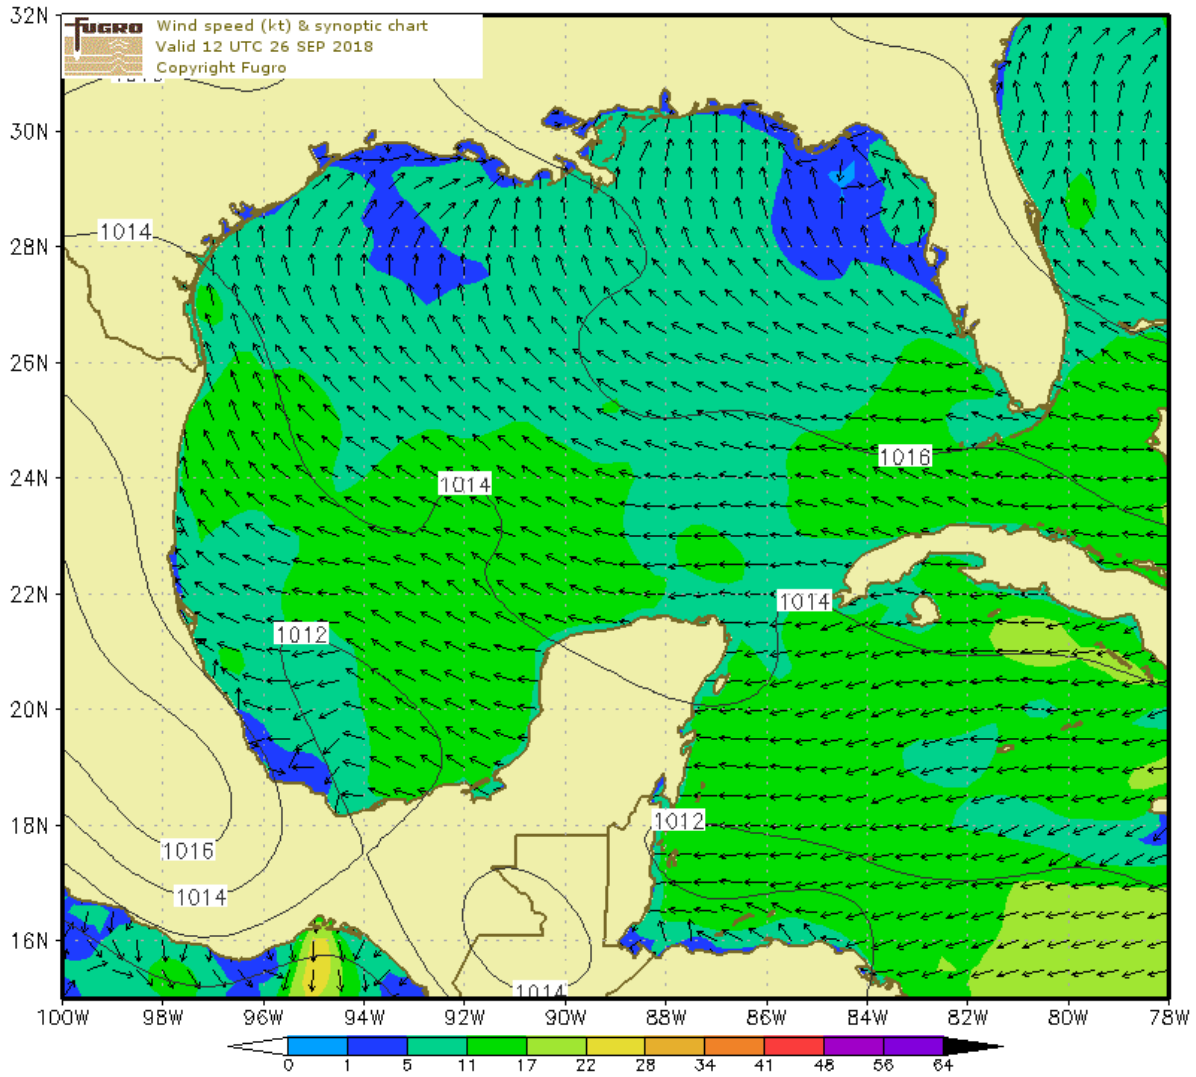 32N
FUGRO
Wind speed (kt) & synoptic chart
Valid 12 UTC 26 SEP 2018
Copyright Fugro
30N
1014
28N
26N
1016
24N
1014
22N
1014
1012
20N
18N
1012
1016
1014
16N
1014
100W 98W 96W 94W 92W 90W 88W 86W 84W 82W 80W 78W
0 1 5 11 17 22 28 34 41 48 56 64